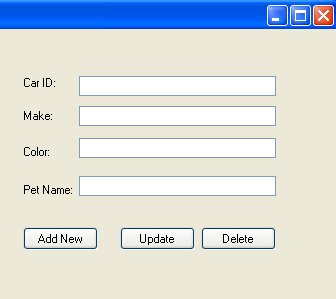 Car ID:
Make:
Color:
Pet Name:
Add New Update Delete